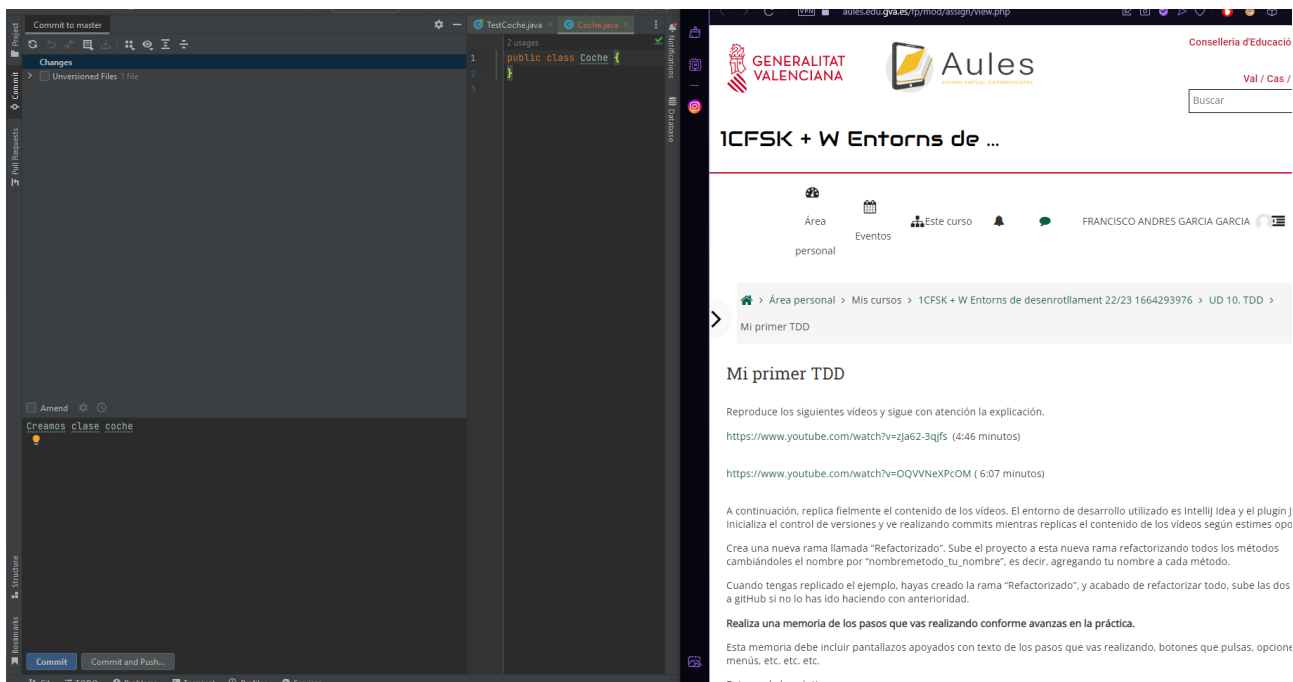 Commit to master
TestCoche.java
Coche.java
Project
Changes
Unversioned Files 1 file
Commit
Pull Requests
2 usages
1
public class Coche {
2
}
3
Notifications
Database
Amend
Creamos clase coche
Structure
Bookmarks
Commit
Commit and Push...
VPN
aules.edu.gva.es/fp/mod/assign/view.php
GENERALITAT
VALENCIANA
Aules
Conselleria d'Educació
Val / Cas /
Buscar
1CFSK + W Entorns de ...
Área
personal
Eventos
Este curso
FRANCISCO ANDRES GARCIA GARCIA
> Área personal > Mis cursos > 1CFSK + W Entorns de desenrotllament 22/23 1664293976 > UD 10. TDD >
Mi primer TDD
Mi primer TDD
Reproduce los siguientes vídeos y sigue con atención la explicación.
https://www.youtube.com/watch?v=zJa62-3qjfs (4:46 minutos)
https://www.youtube.com/watch?v=OQVVNeXPcOM ( 6:07 minutos)
A continuación, replica fielmente el contenido de los vídeos. El entorno de desarrollo utilizado es Intellij Idea y el plugin J
Inicializa el control de versiones y ve realizando commits mientras replicas el contenido de los vídeos según estimes opo
Crea una nueva rama llamada "Refactorizado". Sube el proyecto a esta nueva rama refactorizando todos los métodos
cambiándoles el nombre por "nombremetodo_tu_nombre", es decir, agregando tu nombre a cada método.
Cuando tengas replicado el ejemplo, hayas creado la rama "Refactorizado", y acabado de refactorizar todo, sube las dos
a gitHub si no lo has ido haciendo con anterioridad.
Realiza una memoria de los pasos que vas realizando conforme avanzas en la práctica.
Esta memoria debe incluir pantallazos apoyados con texto de los pasos que vas realizando, botones que pulsas, opcione
menús, etc. etc. etc.